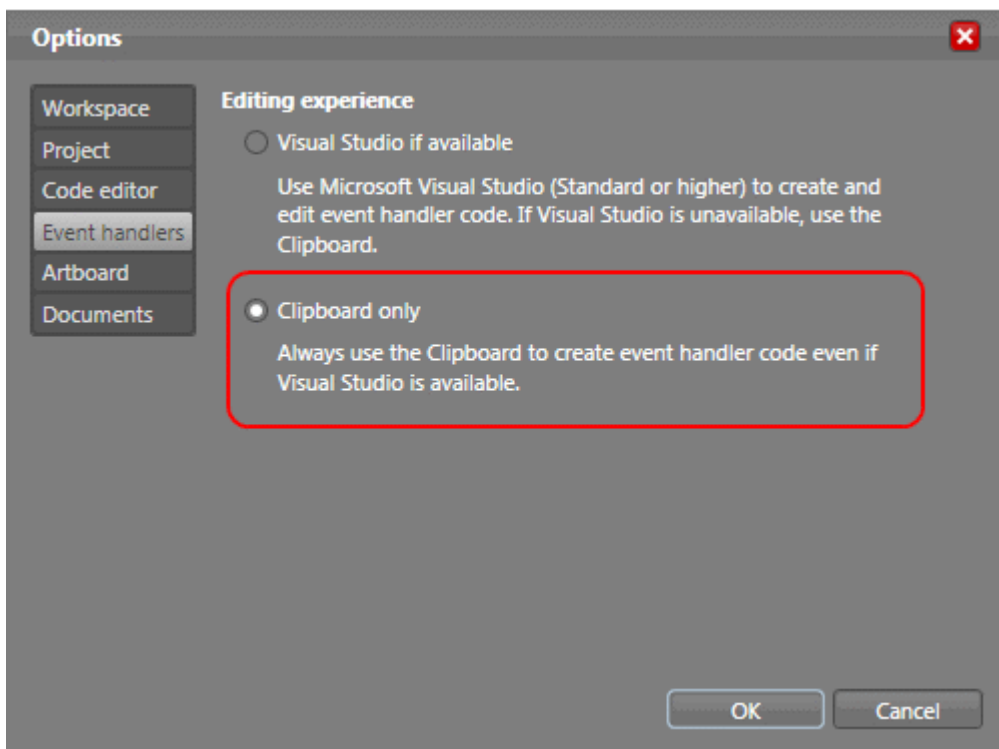 Options
Workspace
Project
Code editor
Event handlers
Artboard
Documents
Editing experience
Visual Studio if available
Use Microsoft Visual Studio (Standard or higher) to create and
edit event handler code. If Visual Studio is unavailable, use the
Clipboard.
Clipboard only
Always use the Clipboard to create event handler code even if
Visual Studio is available.
OK
Cancel